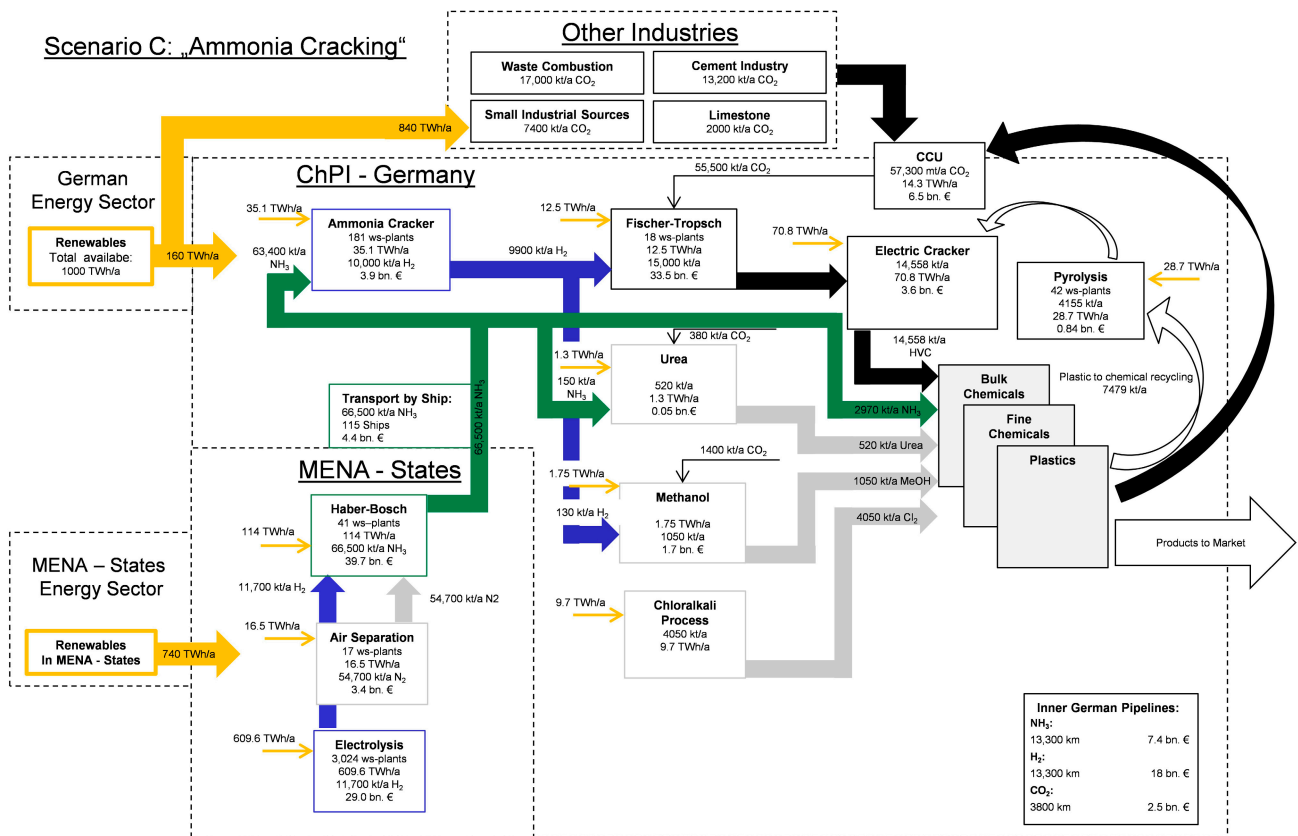 Scenario C: „Ammonia Cracking“
Other Industries
Waste Combustion
17,000 kt/a CO₂
Cement Industry
13,200 kt/a CO₂
Small Industrial Sources
7400 kt/a CO₂
Limestone
2000 kt/a CO₂
840 TWh/a
German
Energy Sector
Renewables
Total availabe:
1000 TWh/a
160 TWh/a
ChPI - Germany
55,500 kt/a CO₂
CCU
57,300 mt/a CO₂
14.3 TWh/a
6.5 bn. €
35.1 TWh/a
63,400 kt/a
NH₃
Ammonia Cracker
181 ws-plants
35.1 TWh/a
10,000 kt/a H₂
3.9 bn. €
9900 kt/a H₂
12.5 TWh/a
Fischer-Tropsch
18 ws-plants
12.5 TWh/a
15,000 kt/a
33.5 bn. €
70.8 TWh/a
Electric Cracker
14,558 kt/a
70.8 TWh/a
3.6 bn. €
Pyrolysis
42 ws-plants
4155 kt/a
28.7 TWh/a
0.84 bn. €
28.7 TWh/a
380 kt/a CO₂
1.3 TWh/a
150 kt/a
NH₃
Urea
520 kt/a
1.3 TWh/a
0.05 bn.€
14,558 kt/a
HVC
Plastic to chemical recycling
7479 kt/a
Bulk
Chemicals
Fine
Chemicals
Plastics
2970 kt/a NH₃
520 kt/a Urea
1050 kt/a MeOH
4050 kt/a Cl₂
Products to Market
Transport by Ship:
66,500 kt/a NH₃
115 Ships
4.4 bn. €
66,500 kt/a NH₃
1400 kt/a CO₂
1.75 TWh/a
130 kt/a H₂
Methanol
1.75 TWh/a
1050 kt/a
1.7 bn. €
9.7 TWh/a
Chloralkali
Process
4050 kt/a
9.7 TWh/a
MENA - States
Haber-Bosch
41 ws–plants
114 TWh/a
66,500 kt/a NH₃
39.7 bn. €
114 TWh/a
11,700 kt/a H₂
54,700 kt/a N2
MENA – States
Energy Sector
Renewables
In MENA - States
740 TWh/a
16.5 TWh/a
Air Separation
17 ws-plants
16.5 TWh/a
54,700 kt/a N₂
3.4 bn. €
609.6 TWh/a
Electrolysis
3,024 ws-plants
609.6 TWh/a
11,700 kt/a H₂
29.0 bn. €
Inner German Pipelines:
NH₃:
13,300 km 7.4 bn. €
H₂:
13,300 km 18 bn. €
CO₂:
3800 km 2.5 bn. €